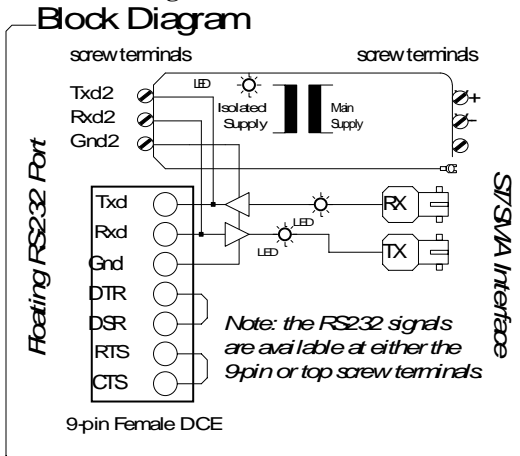 Block Diagram
screw terminals
screw terminals
LED
Txd2
Rxd2
Gnd2
Isolated
Supply
Main
Supply
+
-
Floating RS232 Port
Txd
Rxd
Gnd
DTR
DSR
RTS
CTS
LED
LED
RX
TX
ST/SMA Interface
Note: the RS232 signals
are available at either the
9-pin or top screw terminals.
9-pin Female DCE